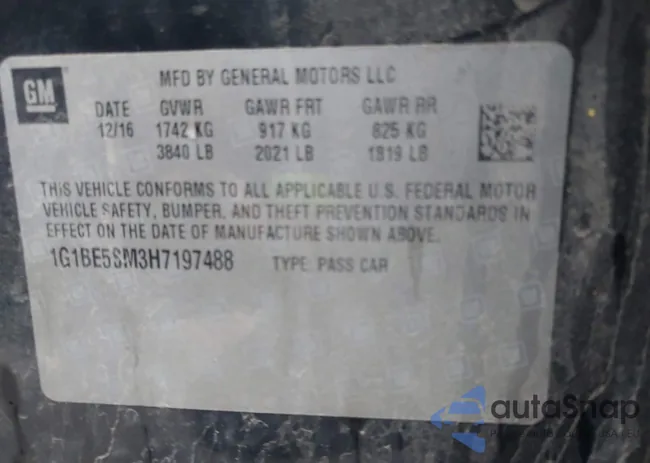 GM
MFD BY GENERAL MOTORS LLC
DATE GVWR GAWR FRT GAWR RR
12/16 1742 KG 917 KG 825 KG
3840 LB 2021 LB 1819 LB
THIS VEHICLE CONFORMS TO ALL APPLICABLE U.S. FEDERAL MOTOR
VEHICLE SAFETY, BUMPER, AND THEFT PREVENTION STANDARDS IN
EFFECT ON THE DATE OF MANUFACTURE SHOWN ABOVE.
1G1BE5SM3H7197488 TYPE: PASS CAR
autoSnap